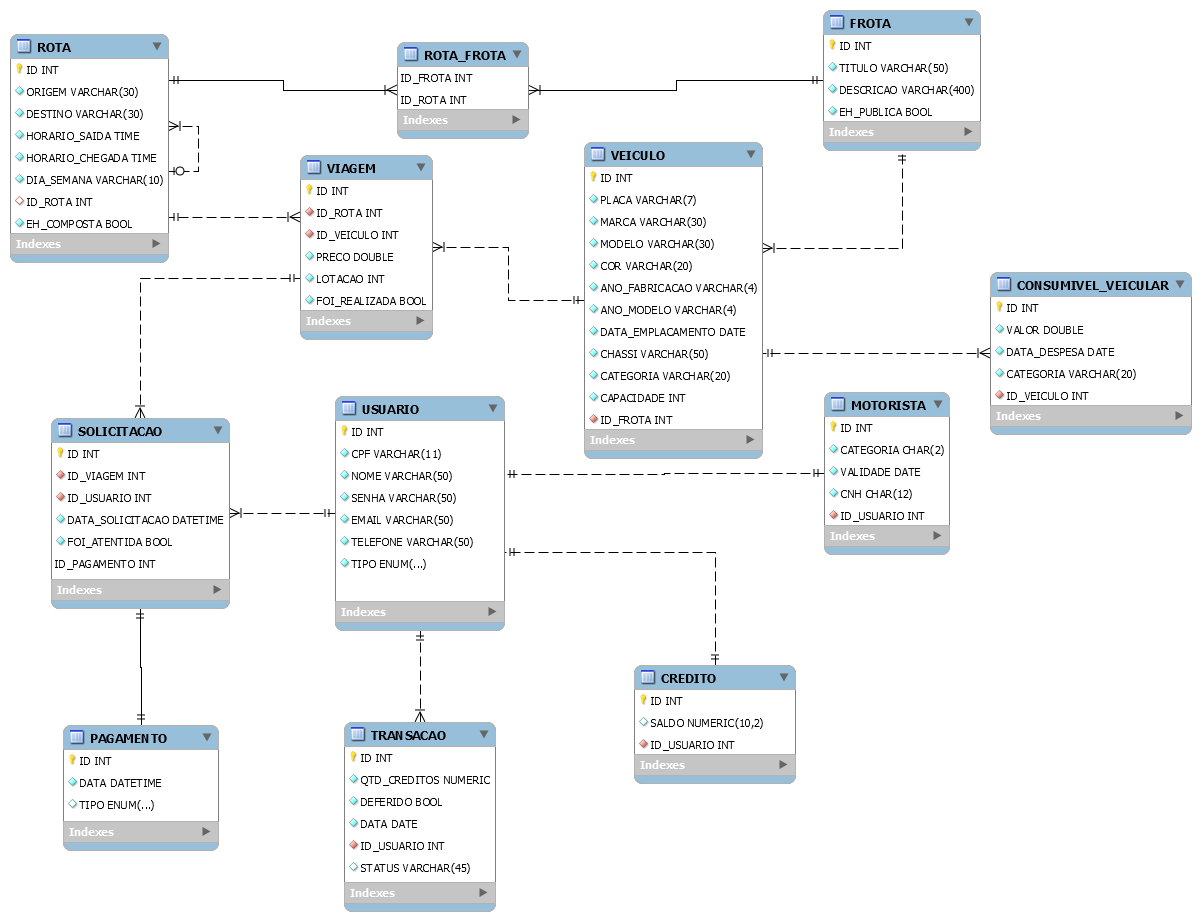 ROTA
ID INT
ORIGEM VARCHAR(30)
DESTINO VARCHAR(30)
HORARIO_SAIDA TIME
HORARIO_CHEGADA TIME
DIA_SEMANA VARCHAR(10)
ID_ROTA INT
EH_COMPOSTA BOOL
Indexes
ROTA_FROTA
ID_FROTA INT
ID_ROTA INT
Indexes
FROTA
ID INT
TITULO VARCHAR(50)
DESCRICAO VARCHAR(400)
EH_PUBLICA BOOL
Indexes
VIAGEM
ID INT
ID_ROTA INT
ID_VEICULO INT
PRECO DOUBLE
LOTACAO INT
FOI_REALIZADA BOOL
Indexes
VEICULO
ID INT
PLACA VARCHAR(7)
MARCA VARCHAR(30)
MODELO VARCHAR(30)
COR VARCHAR(20)
ANO_FABRICACAO VARCHAR(4)
ANO_MODELO VARCHAR(4)
DATA_EMPLACAMENTO DATE
CHASSI VARCHAR(50)
CATEGORIA VARCHAR(20)
CAPACIDADE INT
ID_FROTA INT
Indexes
CONSUMIVEL_VEICULAR
ID INT
VALOR DOUBLE
DATA_DESPESA DATE
CATEGORIA VARCHAR(20)
ID_VEICULO INT
Indexes
SOLICITACAO
ID INT
ID_VIAGEM INT
ID_USUARIO INT
DATA_SOLICITACAO DATETIME
FOI_ATENTIDA BOOL
ID_PAGAMENTO INT
Indexes
USUARIO
ID INT
CPF VARCHAR(11)
NOME VARCHAR(50)
SENHA VARCHAR(50)
EMAIL VARCHAR(50)
TELEFONE VARCHAR(50)
TIPO ENUM(...)
Indexes
MOTORISTA
ID INT
CATEGORIA CHAR(2)
VALIDADE DATE
CNH CHAR(12)
ID_USUARIO INT
Indexes
PAGAMENTO
ID INT
DATA DATETIME
TIPO ENUM(...)
Indexes
TRANSACAO
ID INT
QTD_CREDITOS NUMERIC
DEFERIDO BOOL
DATA DATE
ID_USUARIO INT
STATUS VARCHAR(45)
Indexes
CREDITO
ID INT
SALDO NUMERIC(10,2)
ID_USUARIO INT
Indexes